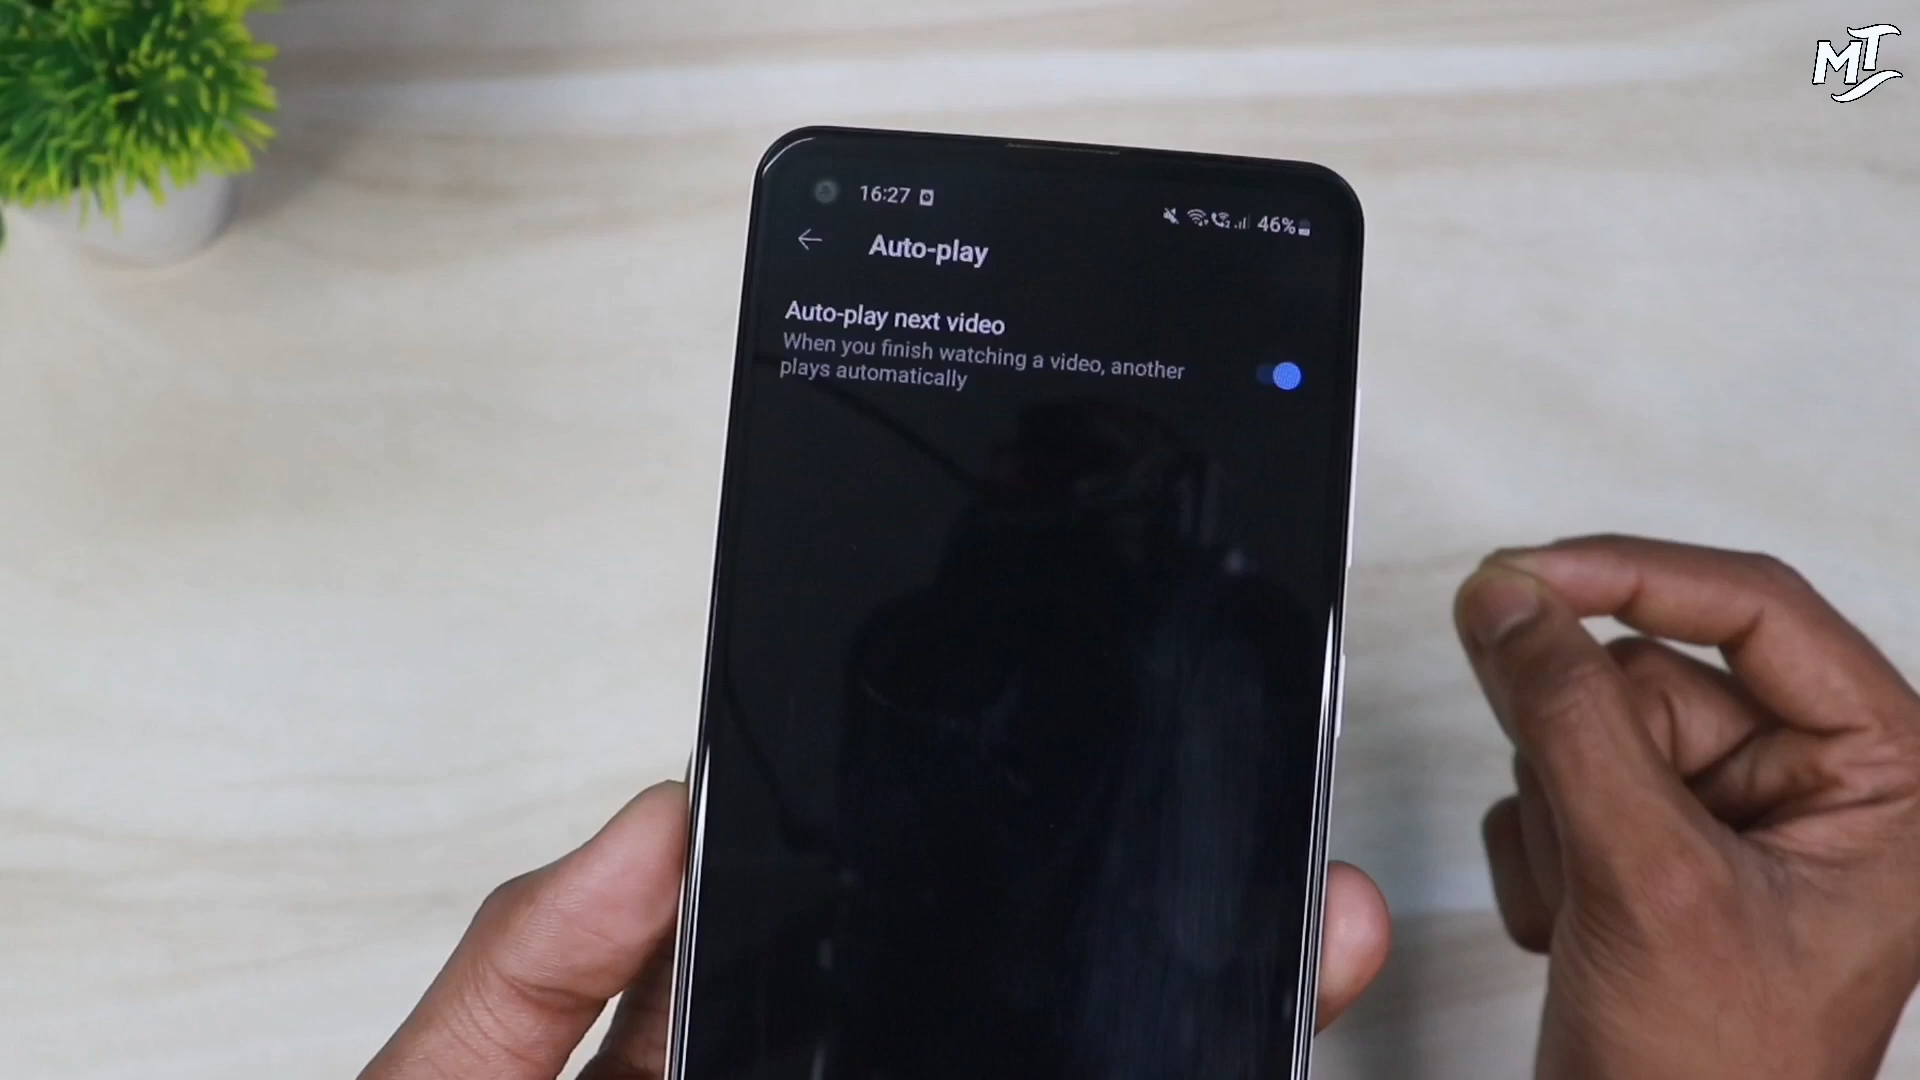 MT
16:27
46%
Auto-play
Auto-play next video
When you finish watching a video, another
plays automatically